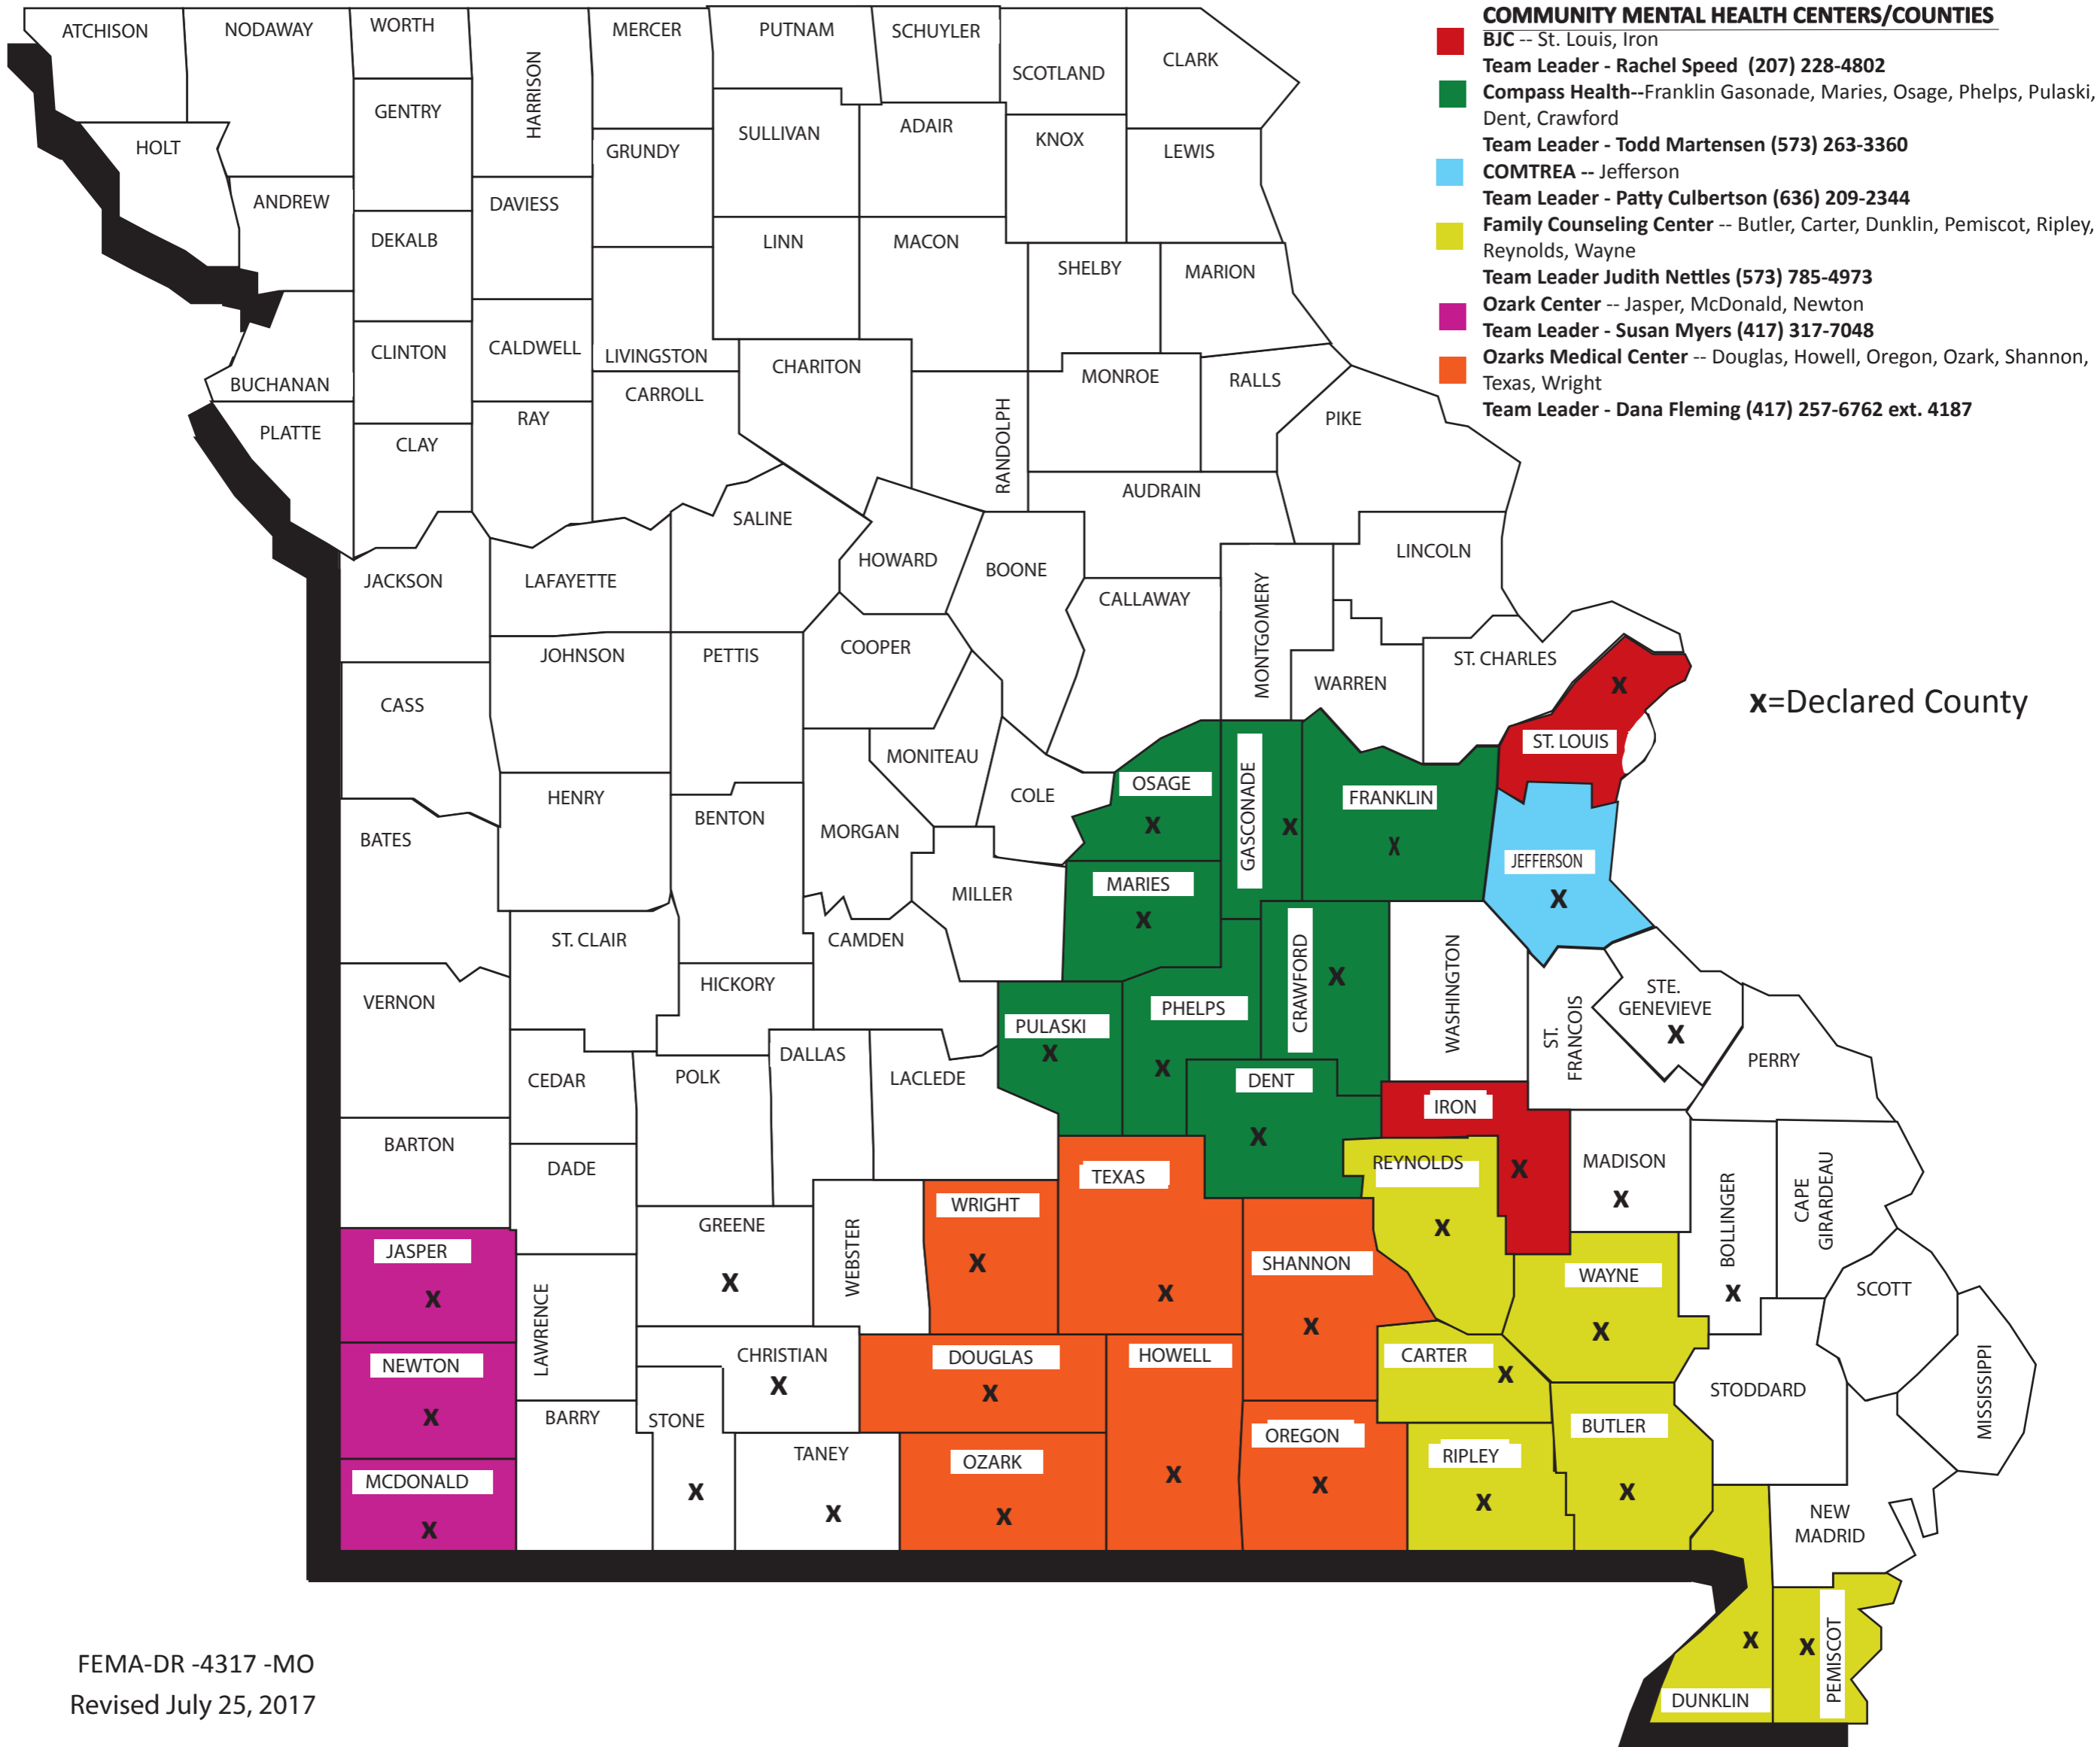 COMMUNITY MENTAL HEALTH CENTERS/COUNTIES
BJC -- St. Louis, Iron
Team Leader - Rachel Speed (207) 228-4802
Compass Health--Franklin Gasonade, Maries, Osage, Phelps, Pulaski,
Dent, Crawford
Team Leader - Todd Martensen (573) 263-3360
COMTREA -- Jefferson
Team Leader - Patty Culbertson (636) 209-2344
Family Counseling Center -- Butler, Carter, Dunklin, Pemiscot, Ripley,
Reynolds, Wayne
Team Leader Judith Nettles (573) 785-4973
Ozark Center -- Jasper, McDonald, Newton
Team Leader - Susan Myers (417) 317-7048
Ozarks Medical Center -- Douglas, Howell, Oregon, Ozark, Shannon,
Texas, Wright
Team Leader - Dana Fleming (417) 257-6762 ext. 4187
ATCHISON
NODAWAY
WORTH
HARRISON
MERCER
PUTNAM
SCHUYLER
SCOTLAND
CLARK
GENTRY
HOLT
ANDREW
GRUNDY
SULLIVAN
ADAIR
KNOX
LEWIS
DEKALB
DAVIESS
LINN
MACON
SHELBY
MARION
BUCHANAN
CLINTON
CALDWELL
LIVINGSTON
CHARITON
RANDOLPH
MONROE
RALLS
PIKE
PLATTE
CLAY
RAY
CARROLL
AUDRAIN
SALINE
HOWARD
BOONE
CALLAWAY
MONTGOMERY
LINCOLN
JACKSON
LAFAYETTE
COOPER
WARREN
ST. CHARLES
JOHNSON
PETTIS
CASS
MONITEAU
COLE
x=Declared County
X
ST. LOUIS
OSAGE
X
GASCONADE
X
FRANKLIN
X
HENRY
BENTON
MORGAN
BATES
MILLER
MARIES
X
JEFFERSON
X
ST. CLAIR
CAMDEN
CRAWFORD
X
WASHINGTON
ST.
FRANCOIS
STE.
GENEVIEVE
X
VERNON
HICKORY
PULASKI
X
PHELPS
X
PERRY
CEDAR
POLK
DALLAS
LACLEDE
DENT
X
IRON
X
BARTON
DADE
TEXAS
X
REYNOLDS
X
MADISON
X
BOLLINGER
X
CAPE
GIRARDEAU
JASPER
X
LAWRENCE
GREENE
X
WEBSTER
WRIGHT
X
SHANNON
X
WAYNE
X
SCOTT
NEWTON
X
CHRISTIAN
X
DOUGLAS
X
HOWELL
X
CARTER
X
STODDARD
MISSISSIPPI
MCDONALD
X
BARRY
STONE
X
TANEY
X
OZARK
X
OREGON
X
RIPLEY
X
BUTLER
X
NEW
MADRID
DUNKLIN
X
PEMISCOT
X
FEMA-DR -4317 -MO
Revised July 25, 2017